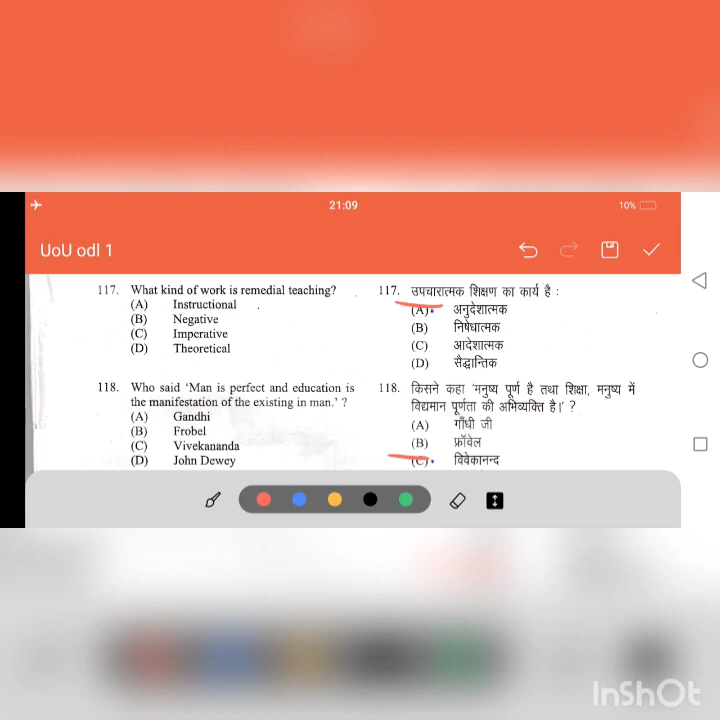 21:09
10%
UoU odl 1
117. What kind of work is remedial teaching?
(A) Instructional
(B) Negative
(C) Imperative
(D) Theoretical
118. Who said ‘Man is perfect and education is
the manifestation of the existing in man.’ ?
(A) Gandhi
(B) Frobel
(C) Vivekananda
(D) John Dewey
117. उपचारात्मक शिक्षण का कार्य है :
(A) अनुदेशात्मक
(B) निषेधात्मक
(C) आदेशात्मक
(D) सैद्धान्तिक
118. किसने कहा ‘मनुष्य पूर्ण है तथा शिक्षा, मनुष्य में
विद्यमान पूर्णता की अभिव्यक्ति है।’ ?
(A) गाँधी जी
(B) फ्रॉबेल
(C) विवेकानन्द
InShOt